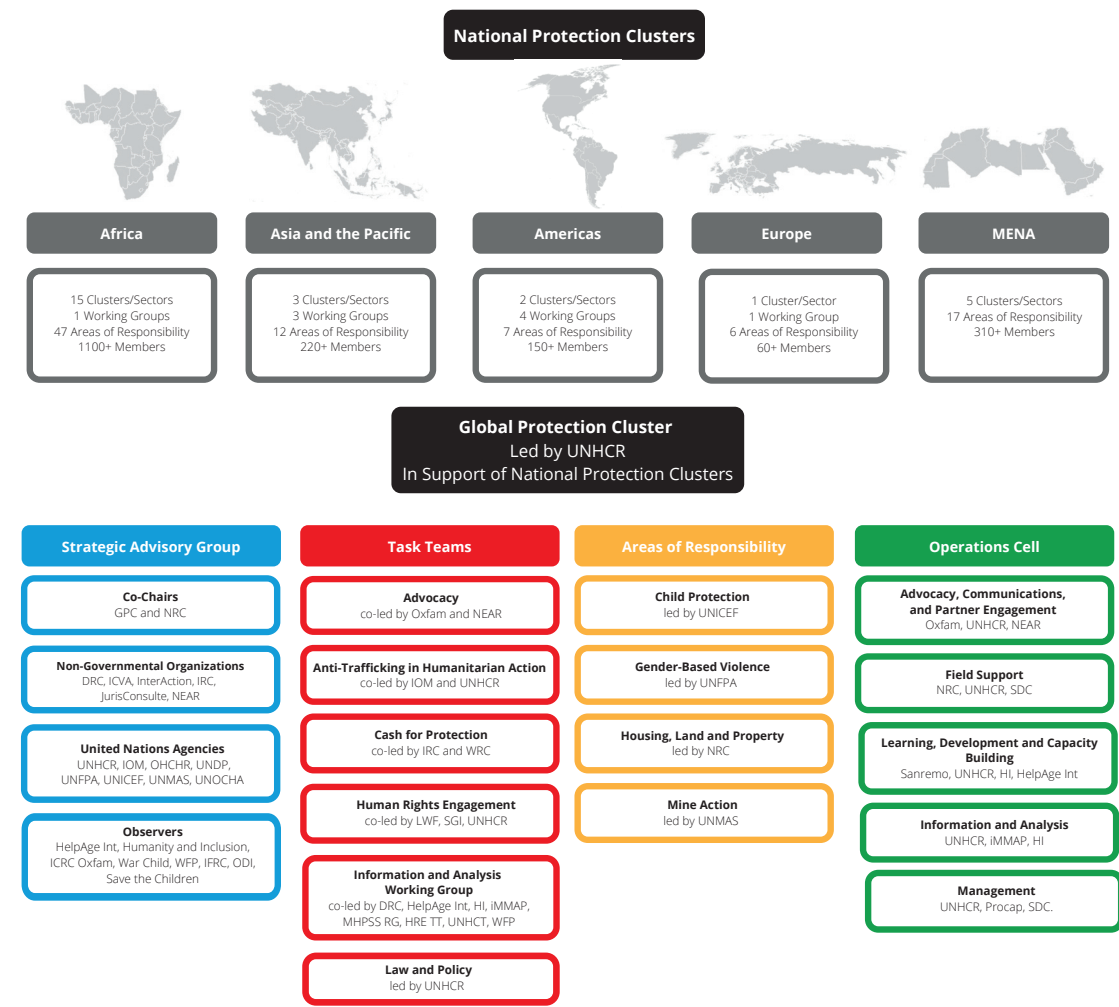 National Protection Clusters
Africa
15 Clusters/Sectors
1 Working Groups
47 Areas of Responsibility
1100+ Members
Asia and the Pacific
3 Clusters/Sectors
3 Working Groups
12 Areas of Responsibility
220+ Members
Americas
2 Clusters/Sectors
4 Working Groups
7 Areas of Responsibility
150+ Members
Europe
1 Cluster/Sector
1 Working Group
6 Areas of Responsibility
60+ Members
MENA
5 Clusters/Sectors
17 Areas of Responsibility
310+ Members
Global Protection Cluster
Led by UNHCR
In Support of National Protection Clusters
Strategic Advisory Group
Co-Chairs
GPC and NRC
Non-Governmental Organizations
DRC, ICVA, InterAction, IRC,
JurisConsulte, NEAR
United Nations Agencies
UNHCR, IOM, OHCHR, UNDP,
UNFPA, UNICEF, UNMAS, UNOCHA
Observers
HelpAge Int, Humanity and Inclusion,
ICRC Oxfam, War Child, WFP, IFRC, ODI,
Save the Children
Task Teams
Advocacy
co-led by Oxfam and NEAR
Anti-Trafficking in Humanitarian Action
co-led by IOM and UNHCR
Cash for Protection
co-led by IRC and WRC
Human Rights Engagement
co-led by LWF, SGI, UNHCR
Information and Analysis
Working Group
co-led by DRC, HelpAge Int, HI, iMMAP,
MHPSS RG, HRE TT, UNHCT, WFP
Law and Policy
led by UNHCR
Areas of Responsibility
Child Protection
led by UNICEF
Gender-Based Violence
led by UNFPA
Housing, Land and Property
led by NRC
Mine Action
led by UNMAS
Operations Cell
Advocacy, Communications,
and Partner Engagement
Oxfam, UNHCR, NEAR
Field Support
NRC, UNHCR, SDC
Learning, Development and Capacity
Building
Sanremo, UNHCR, HI, HelpAge Int
Information and Analysis
UNHCR, iMMAP, HI
Management
UNHCR, Procap, SDC.